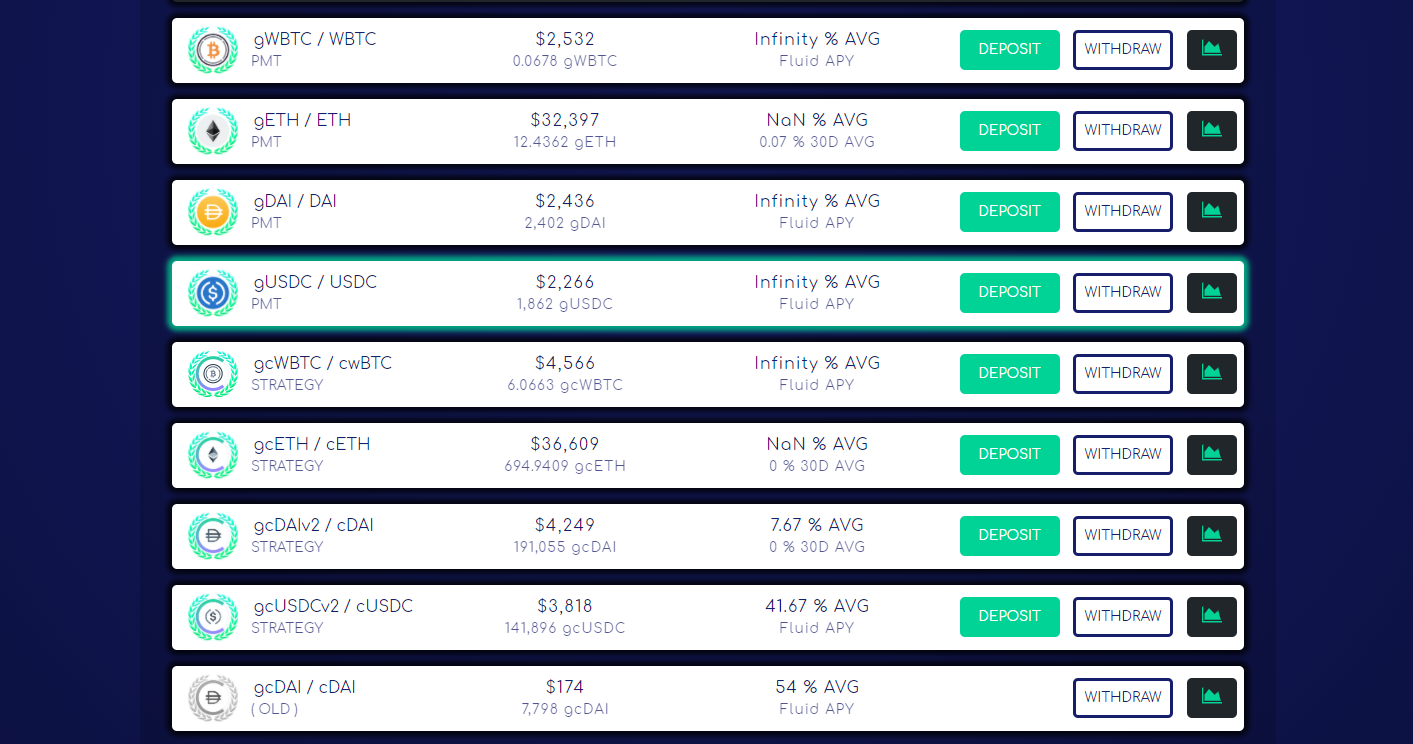 gWBTC / WBTC $2,532 Infinity % AVG DEPOSIT WITHDRAW
PMT 0.0678 gWBTC Fluid APY
gETH / ETH $32,397 NaN % AVG DEPOSIT WITHDRAW
PMT 12.4362 gETH 0.07 % 30D AVG
gDAI / DAI $2,436 Infinity % AVG DEPOSIT WITHDRAW
PMT 2,402 gDAI Fluid APY
gUSDC / USDC $2,266 Infinity % AVG DEPOSIT WITHDRAW
PMT 1,862 gUSDC Fluid APY
gcWBTC / cwBTC $4,566 Infinity % AVG DEPOSIT WITHDRAW
STRATEGY 6.0663 gcWBTC Fluid APY
gcETH / cETH $36,609 NaN % AVG DEPOSIT WITHDRAW
STRATEGY 694.9409 gcETH 0 % 30D AVG
gcDAIv2 / cDAI $4,249 7.67 % AVG DEPOSIT WITHDRAW
STRATEGY 191,055 gcDAI 0 % 30D AVG
gcUSDCv2 / cUSDC $3,818 41.67 % AVG DEPOSIT WITHDRAW
STRATEGY 141,896 gcUSDC Fluid APY
gcDAI / cDAI $174 54 % AVG WITHDRAW
( OLD ) 7,798 gcDAI Fluid APY